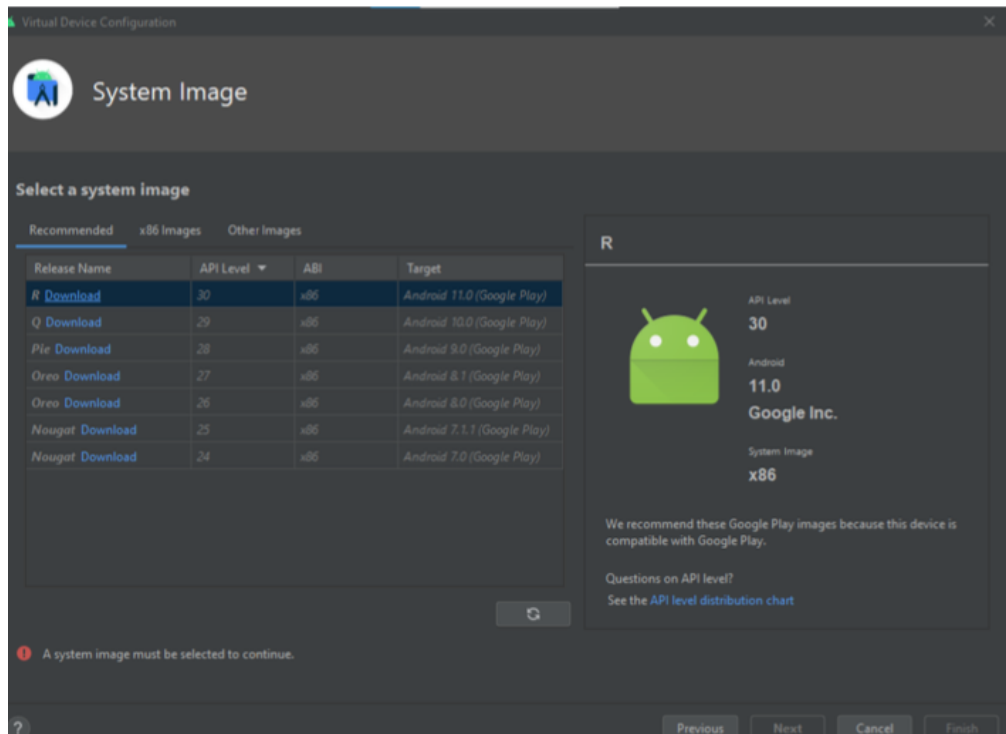 Virtual Device Configuration
System Image
Select a system image
Recommended x86 Images Other Images
Release Name API Level ABI Target
R Download 30 x86 Android 11.0 (Google Play)
Q Download 29 x86 Android 10.0 (Google Play)
Pie Download 28 x86 Android 9.0 (Google Play)
Oreo Download 27 x86 Android 8.1 (Google Play)
Oreo Download 26 x86 Android 8.0 (Google Play)
Nougat Download 25 x86 Android 7.1.1 (Google Play)
Nougat Download 24 x86 Android 7.0 (Google Play)
R
API Level
30
Android
11.0
Google Inc.
System Image
x86
We recommend these Google Play images because this device is
compatible with Google Play.
Questions on API level?
See the API level distribution chart
A system image must be selected to continue.
? Previous Next Cancel Finish